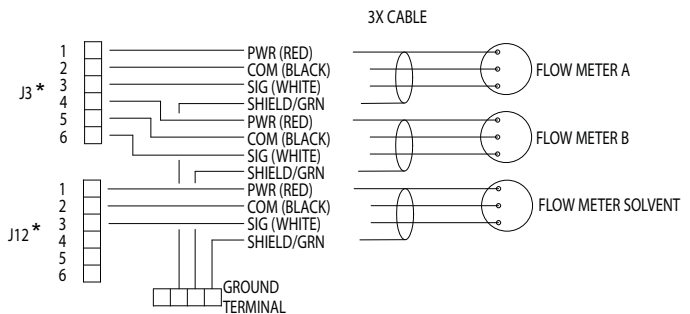 3X CABLE
1 PWR (RED)
2 COM (BLACK) FLOW METER A
3 SIG (WHITE)
J3* 4 SHIELD/GRN
5 PWR (RED)
6 COM (BLACK) FLOW METER B
SIG (WHITE)
SHIELD/GRN
1 PWR (RED)
2 COM (BLACK) FLOW METER SOLVENT
3 SIG (WHITE)
J12* 4 SHIELD/GRN
5
6
GROUND
TERMINAL